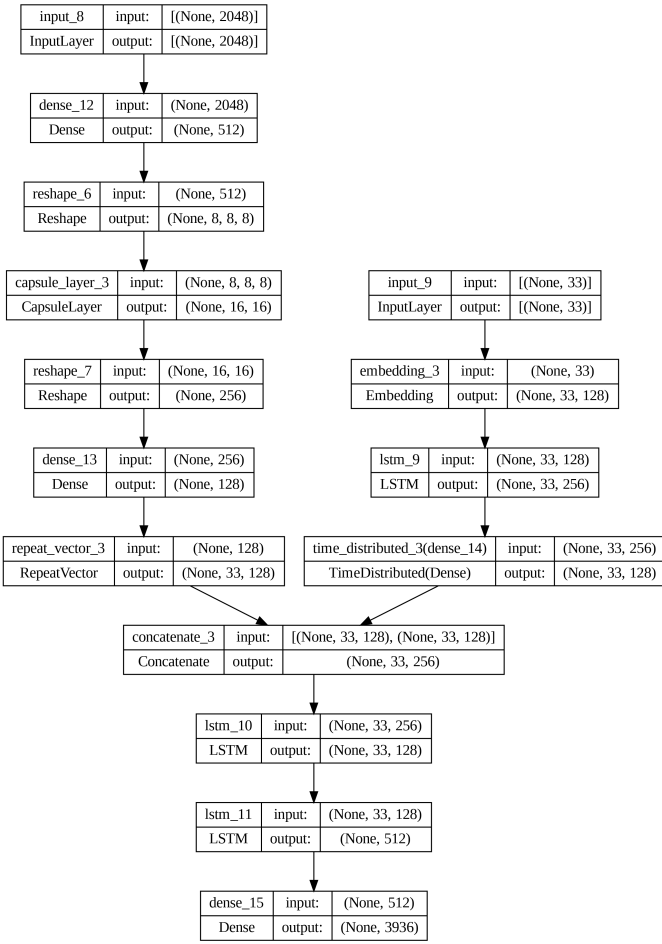 input_8 input: [(None, 2048)]
InputLayer output: [(None, 2048)]
dense_12 input: (None, 2048)
Dense output: (None, 512)
reshape_6 input: (None, 512)
Reshape output: (None, 8, 8, 8)
capsule_layer_3 input: (None, 8, 8, 8)
CapsuleLayer output: (None, 16, 16)
input_9 input: [(None, 33)]
InputLayer output: [(None, 33)]
reshape_7 input: (None, 16, 16)
Reshape output: (None, 256)
embedding_3 input: (None, 33)
Embedding output: (None, 33, 128)
dense_13 input: (None, 256)
Dense output: (None, 128)
lstm_9 input: (None, 33, 128)
LSTM output: (None, 33, 256)
repeat_vector_3 input: (None, 128)
RepeatVector output: (None, 33, 128)
time_distributed_3(dense_14) input: (None, 33, 256)
TimeDistributed(Dense) output: (None, 33, 128)
concatenate_3 input: [(None, 33, 128), (None, 33, 128)]
Concatenate output: (None, 33, 256)
lstm_10 input: (None, 33, 256)
LSTM output: (None, 33, 128)
lstm_11 input: (None, 33, 128)
LSTM output: (None, 512)
dense_15 input: (None, 512)
Dense output: (None, 3936)